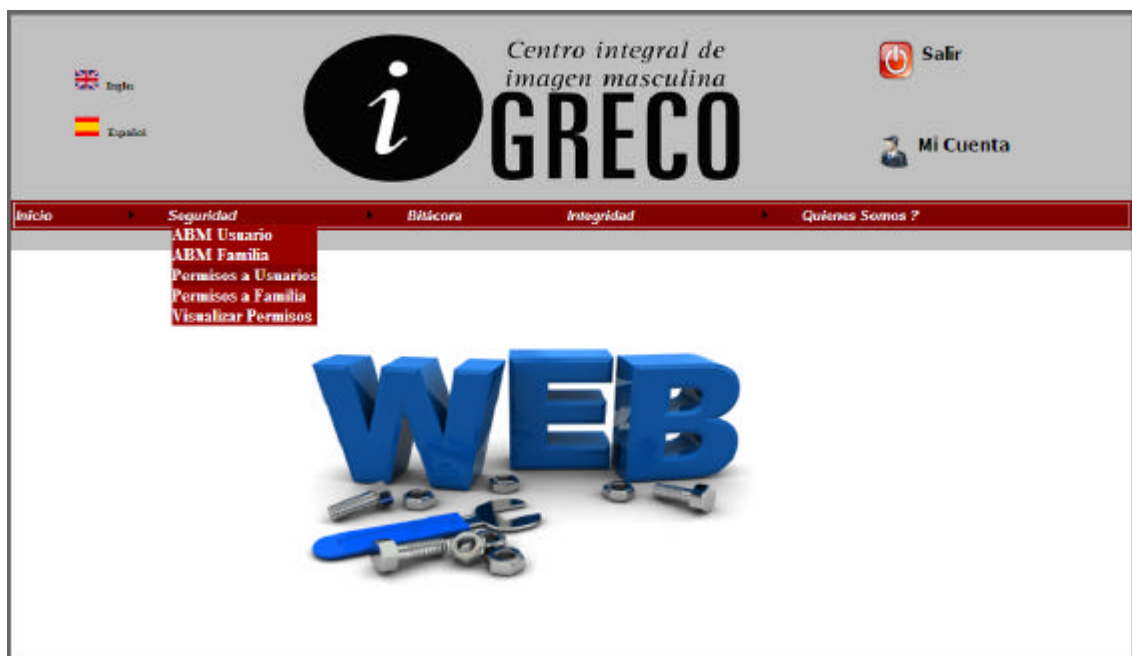 Centro integral de
imagen masculina
i GRECO
Salir
Ingles
Español
Mi Cuenta
Inicio Seguridad Bitácora Integridad Quienes Somos ?
ABM Usuario
ABM Familia
Permisos a Usuarios
Permisos a Familia
Visualizar Permisos
WEB